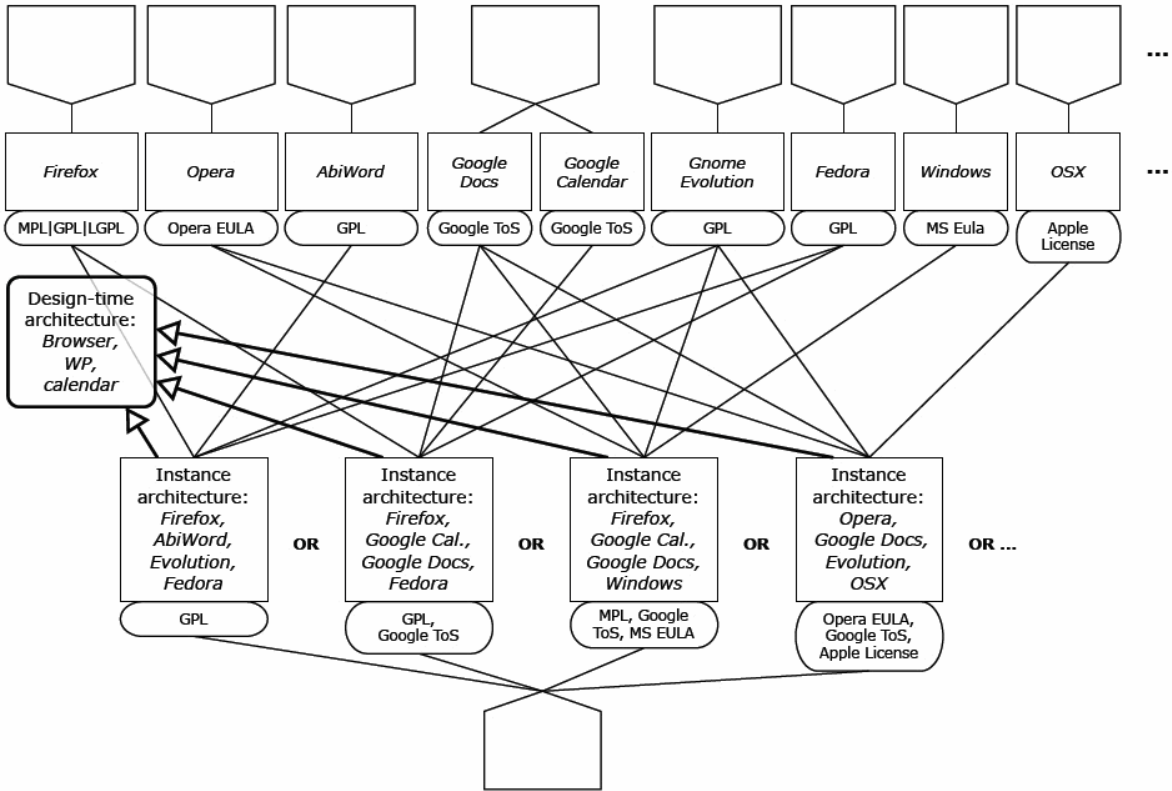 ...
Firefox
Opera
AbiWord
Google
Docs
Google
Calendar
Gnome
Evolution
Fedora
Windows
OSX
...
MPL|GPL|LGPL
Opera EULA
GPL
Google ToS
Google ToS
GPL
GPL
MS Eula
Apple
License
Design-time
architecture:
Browser,
WP,
calendar
Instance
architecture:
Firefox,
AbiWord,
Evolution,
Fedora
GPL
OR
Instance
architecture:
Firefox,
Google Cal.,
Google Docs,
Fedora
GPL,
Google ToS
OR
Instance
architecture:
Firefox,
Google Cal.,
Google Docs,
Windows
MPL, Google
ToS, MS EULA
OR
Instance
architecture:
Opera,
Google Docs,
Evolution,
OSX
Opera EULA,
Google ToS,
Apple License
OR ...